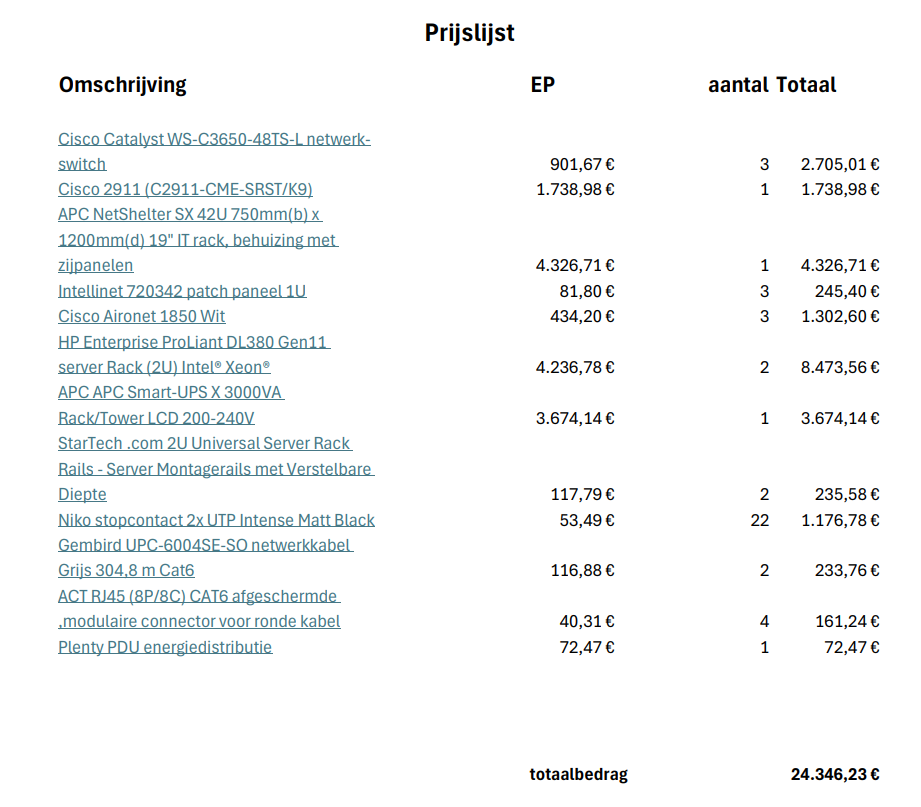 Prijslijst
Omschrijving EP aantal Totaal
Cisco Catalyst WS-C3650-48TS-L netwerk-
switch 901,67 € 3 2.705,01 €
Cisco 2911 (C2911-CME-SRST/K9) 1.738,98 € 1 1.738,98 €
APC NetShelter SX 42U 750mm(b) x
1200mm(d) 19" IT rack, behuizing met
zijpanelen 4.326,71 € 1 4.326,71 €
Intellinet 720342 patch paneel 1U 81,80 € 3 245,40 €
Cisco Aironet 1850 Wit 434,20 € 3 1.302,60 €
HP Enterprise ProLiant DL380 Gen11
server Rack (2U) Intel® Xeon® 4.236,78 € 2 8.473,56 €
APC APC Smart-UPS X 3000VA
Rack/Tower LCD 200-240V 3.674,14 € 1 3.674,14 €
StarTech .com 2U Universal Server Rack
Rails - Server Montagerails met Verstelbare
Diepte 117,79 € 2 235,58 €
Niko stopcontact 2x UTP Intense Matt Black 53,49 € 22 1.176,78 €
Gembird UPC-6004SE-SO netwerkkabel
Grijs 304,8 m Cat6 116,88 € 2 233,76 €
ACT RJ45 (8P/8C) CAT6 afgeschermde
,modulaire connector voor ronde kabel 40,31 € 4 161,24 €
Plenty PDU energiedistributie 72,47 € 1 72,47 €
totaalbedrag 24.346,23 €